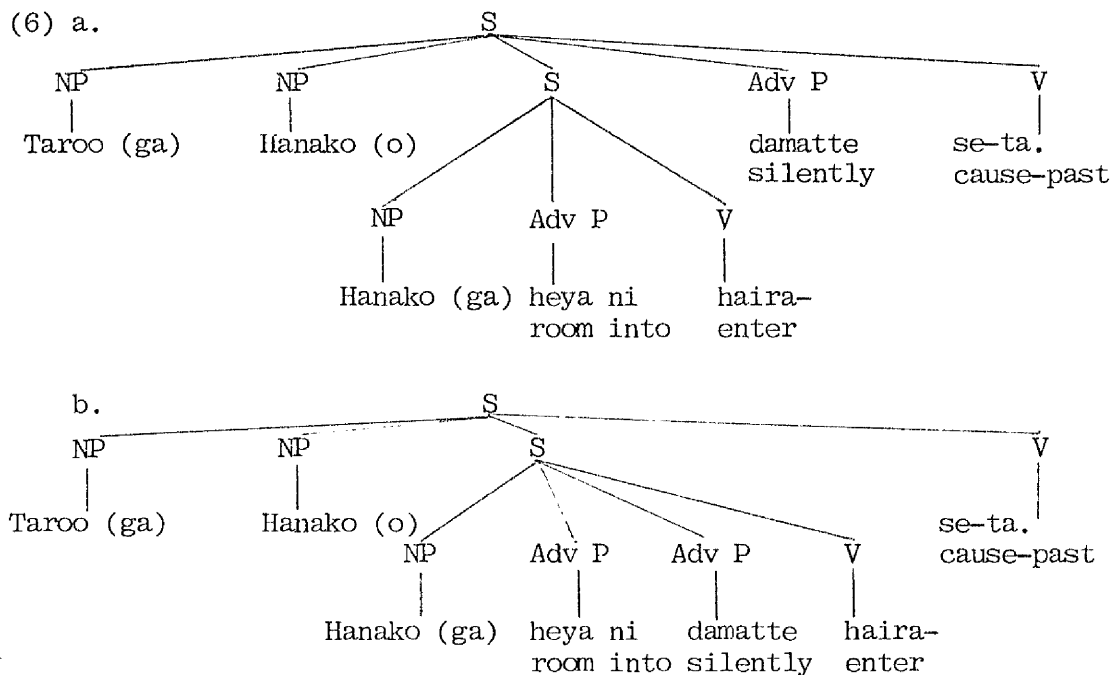 (6) a. S
NP NP S Adv P V
Taroo (ga) Hanako (o) damatte se-ta.
silently cause-past
NP Adv P V
Hanako (ga) heya ni haira-
room into enter
b. S
NP NP S V
Taroo (ga) Hanako (o) se-ta.
cause-past
NP Adv P Adv P V
Hanako (ga) heya ni damatte haira-
room into silently enter